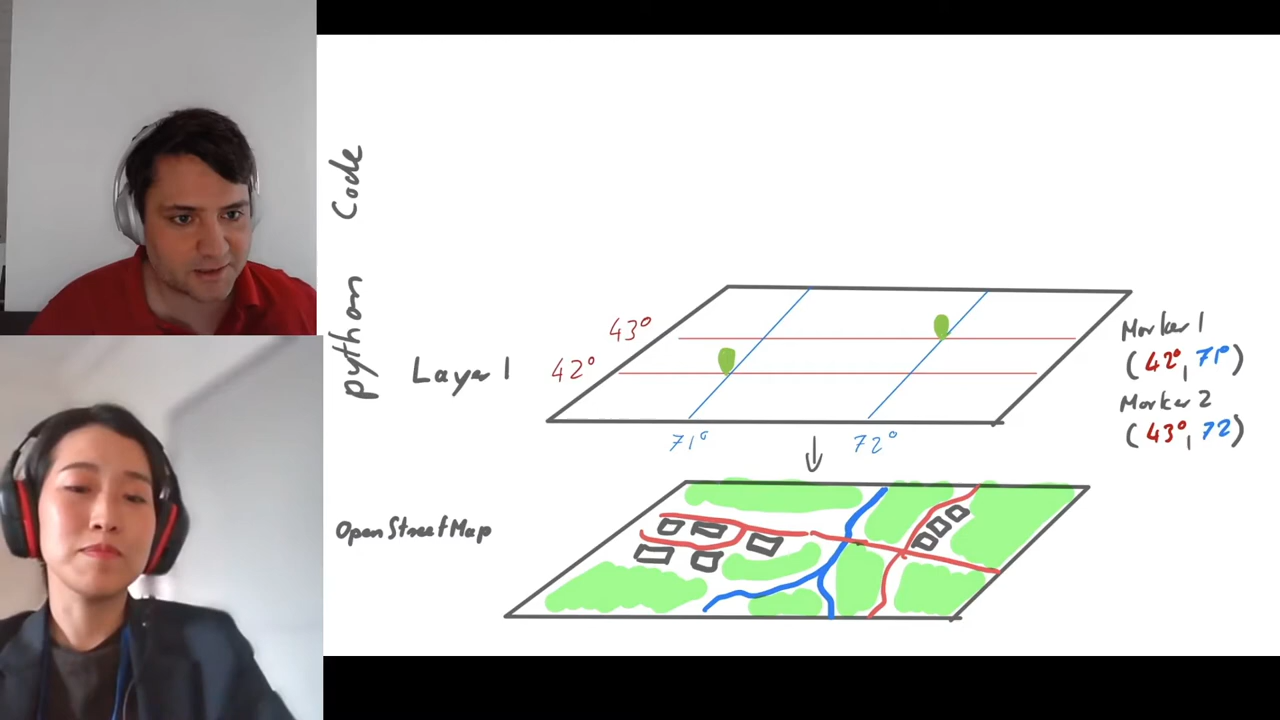 python Code
43°
42°
Layer 1
71°
72°
Marker 1
(42°, 71°)
Marker 2
(43°, 72)
OpenStreetMap